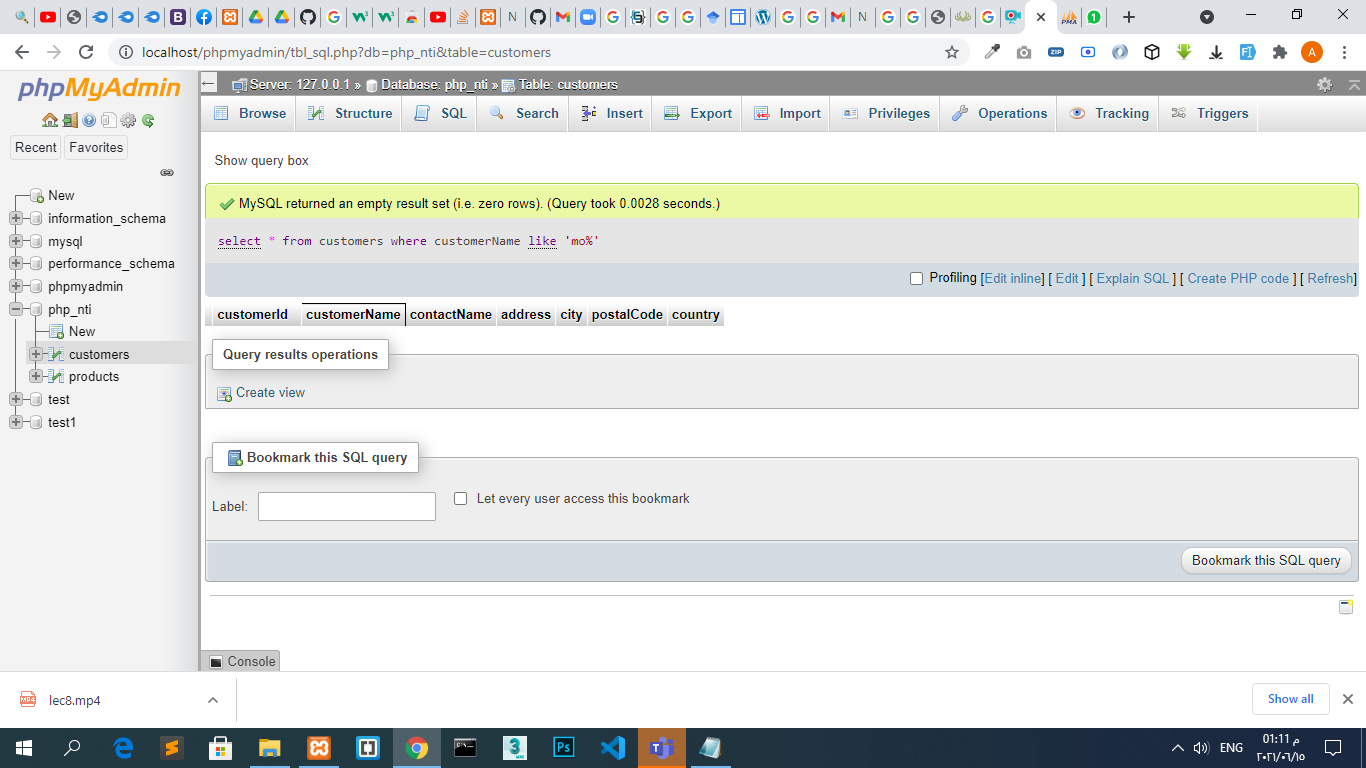 localhost/phpmyadmin/tbl_sql.php?db=php_nti&table=customers
phpMyAdmin
Recent
Favorites
New
information_schema
mysql
performance_schema
phpmyadmin
php_nti
New
customers
products
test
test1
Server: 127.0.0.1 » Database: php_nti » Table: customers
Browse Structure SQL Search Insert Export Import Privileges Operations Tracking Triggers
Show query box
MySQL returned an empty result set (i.e. zero rows). (Query took 0.0028 seconds.)
select * from customers where customerName like 'mo%'
Profiling [Edit inline] [ Edit ] [ Explain SQL ] [ Create PHP code ] [ Refresh]
customerId customerName contactName address city postalCode country
Query results operations
Create view
Bookmark this SQL query
Label:
Let every user access this bookmark
Bookmark this SQL query
Console
lec8.mp4
Show all
ENG
01:11 م
٢٠٢١/٠٦/١٥